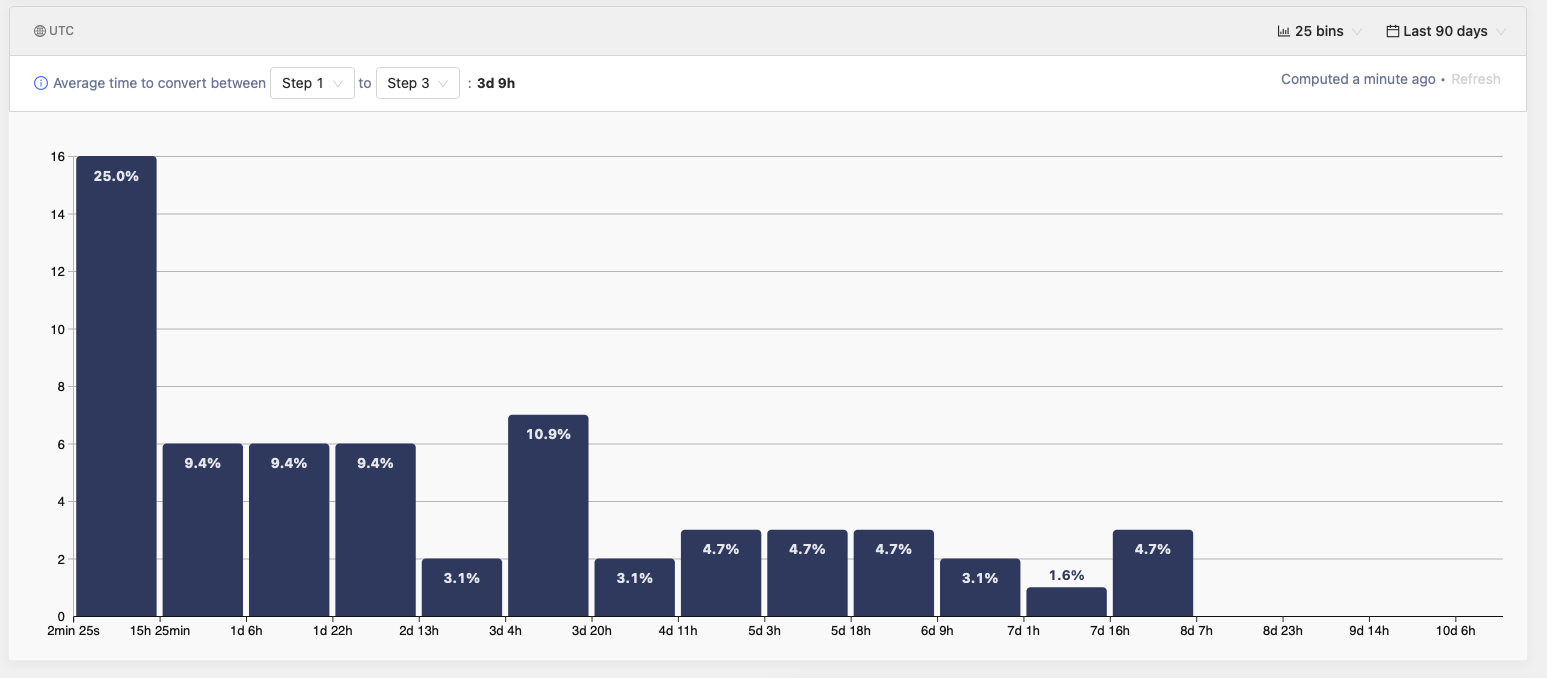 UTC
25 bins
Last 90 days
Average time to convert between Step 1 to Step 3 : 3d 9h
Computed a minute ago • Refresh
16
25.0%
14
12
10
8
10.9%
6
9.4% 9.4% 9.4%
4
4.7% 4.7% 4.7% 4.7%
2
3.1% 3.1% 3.1% 1.6%
0
2min 25s 15h 25min 1d 6h 1d 22h 2d 13h 3d 4h 3d 20h 4d 11h 5d 3h 5d 18h 6d 9h 7d 1h 7d 16h 8d 7h 8d 23h 9d 14h 10d 6h